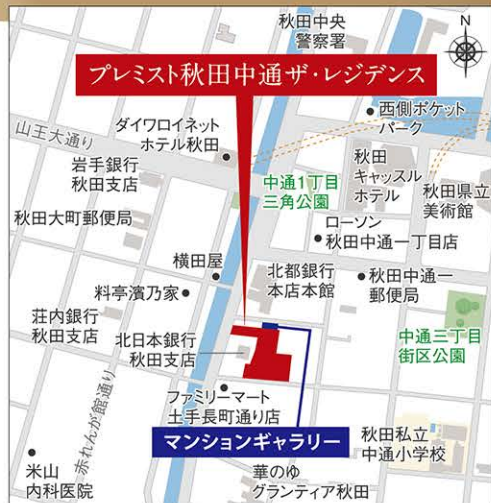 秋田中央
警察署
N
プレミスト秋田中通ザ・レジデンス
山王大通り
ダイワロイネット
ホテル秋田
西側ポケット
パーク
岩手銀行
秋田支店
中通1丁目
三角公園
秋田
キャッスル
ホテル
秋田県立
美術館
秋田大町郵便局
ローソン
秋田中通一丁目店
横田屋
北都銀行
本店本館
秋田中通一
郵便局
料亭濱乃家
荘内銀行
秋田支店
北日本銀行
秋田支店
中通三丁目
街区公園
赤れんが館通り
ファミリーマート
土手長町通り店
マンションギャラリー
秋田私立
中通小学校
米山
内科医院
華のゆ
グランティア秋田